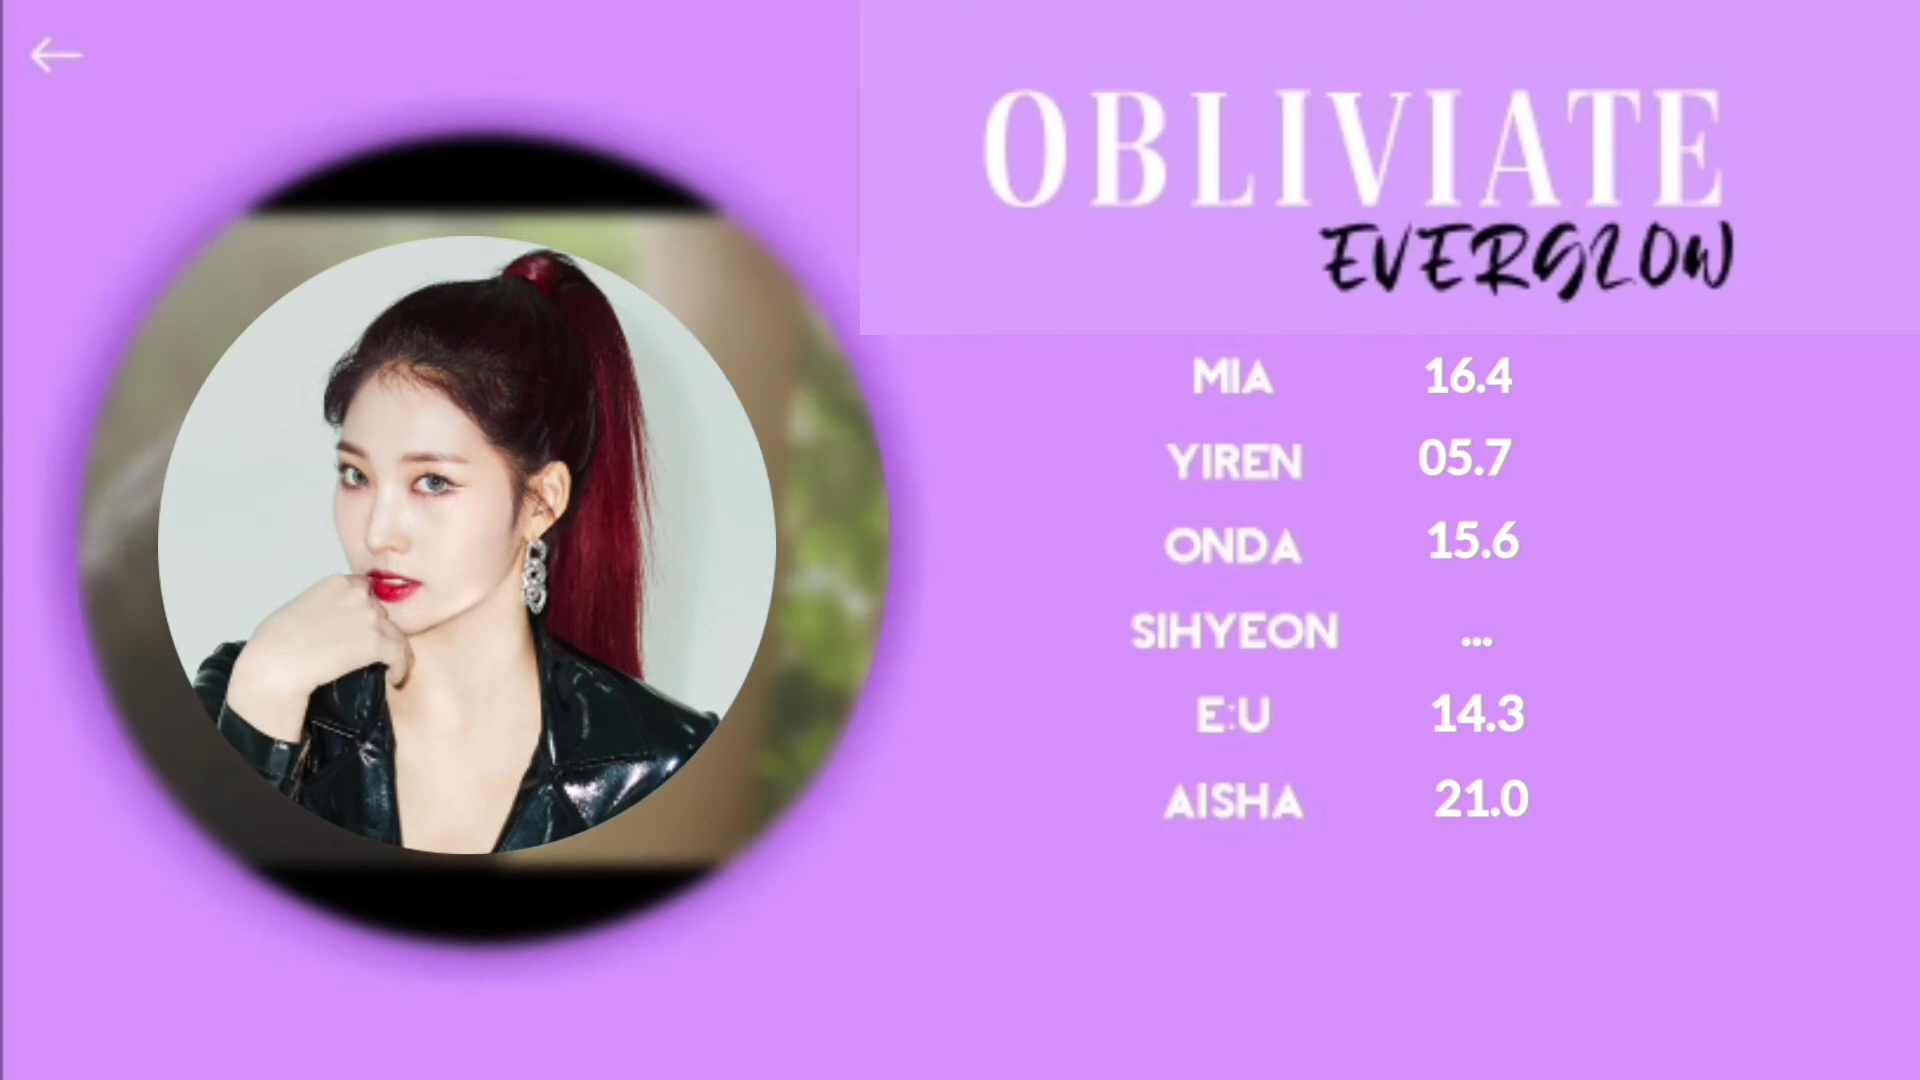 OBLIVIATE
EVERGLOW
MIA 16.4
YIREN 05.7
ONDA 15.6
SIHYEON ...
E:U 14.3
AISHA 21.0